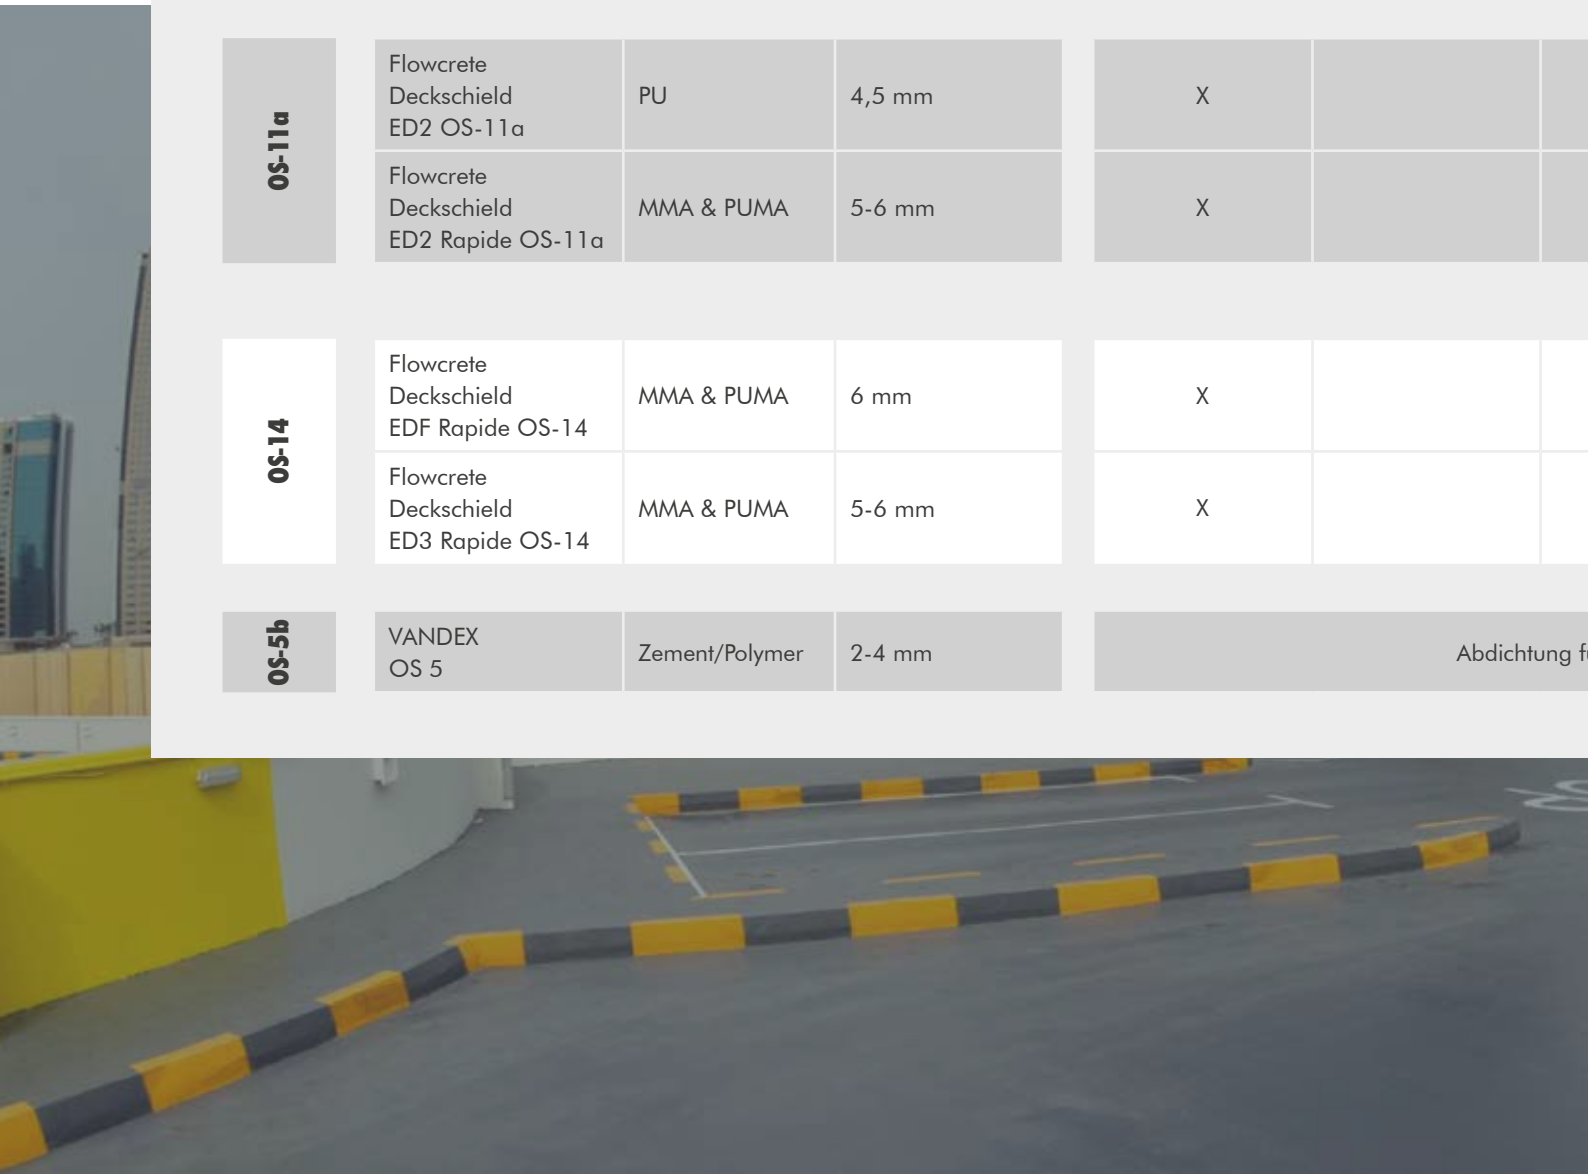 OS-11a
Flowcrete
Deckschield
ED2 OS-11a
PU
4,5 mm
X
Flowcrete
Deckschield
ED2 Rapide OS-11a
MMA & PUMA
5-6 mm
X
OS-14
Flowcrete
Deckschield
EDF Rapide OS-14
MMA & PUMA
6 mm
X
Flowcrete
Deckschield
ED3 Rapide OS-14
MMA & PUMA
5-6 mm
X
OS-5b
VANDEX
OS 5
Zement/Polymer
2-4 mm
Abdichtung